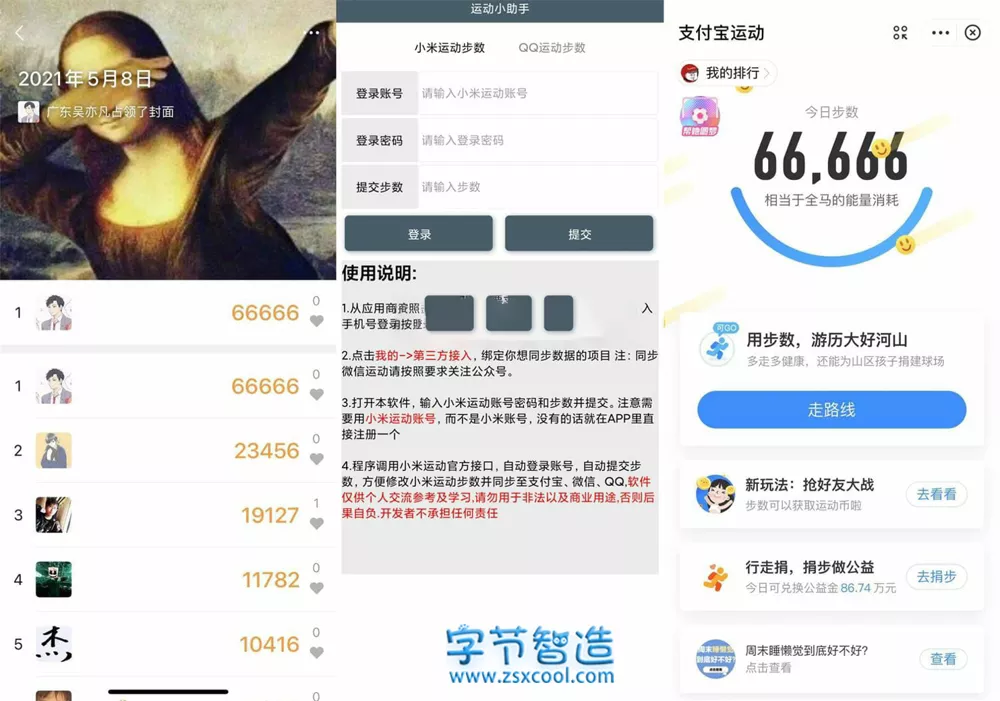 2021年5月8日
广东吴亦凡占领了封面
1
66666
0
1
66666
0
2
23456
0
3
19127
1
4
11782
0
5
10416
0
0
运动小助手
小米运动步数
QQ运动步数
登录账号
请输入小米运动账号
登录密码
请输入登录密码
提交步数
请输入步数
登录
提交
使用说明:
1.从应用商
入
手机号登录
2.点击我的->第三方接入，绑定你想同步数据的项目 注：同步
微信运动请按照要求关注公众号。
3.打开本软件，输入小米运动账号密码和步数并提交。注意需
要用小米运动账号，而不是小米账号，没有的话就在APP里直
接注册一个
4.程序调用小米运动官方接口，自动登录账号，自动提交步
数，方便修改小米运动步数并同步至支付宝、微信、QQ.软件
仅供个人交流参考及学习,请勿用于非法以及商业用途,否则后
果自负.开发者不承担任何责任
字节智造
www.zsxcool.com
支付宝运动
我的排行
帮她圆梦
今日步数
66,666
相当于全马的能量消耗
可GO
用步数，游历大好河山
多走多健康，还能为山区孩子捐建球场
走路线
新玩法：抢好友大战
步数可以获取运动币啦
去看看
行走捐，捐步做公益
今日可兑换公益金 86.74 万元
去捐步
周末睡懒觉
到底好不好?
周末睡懒觉到底好不好?
点击查看
查看